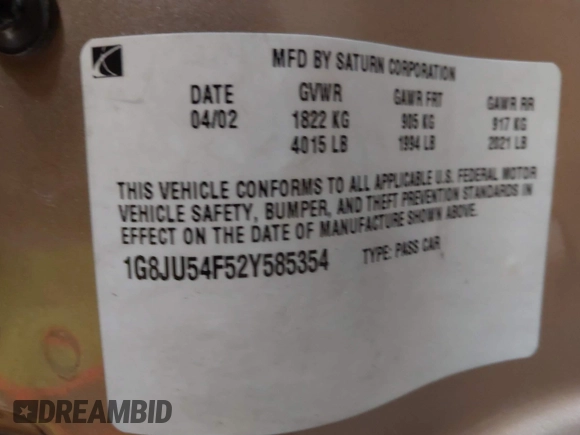 MFD BY SATURN CORPORATION
DATE GVWR GAWR FRT GAWR RR
04/02 1822 KG 905 KG 917 KG
4015 LB 1994 LB 2021 LB
THIS VEHICLE CONFORMS TO ALL APPLICABLE U.S. FEDERAL MOTOR
VEHICLE SAFETY, BUMPER, AND THEFT PREVENTION STANDARDS IN
EFFECT ON THE DATE OF MANUFACTURE SHOWN ABOVE.
1G8JU54F52Y585354 TYPE: PASS CAR
DREAMBID